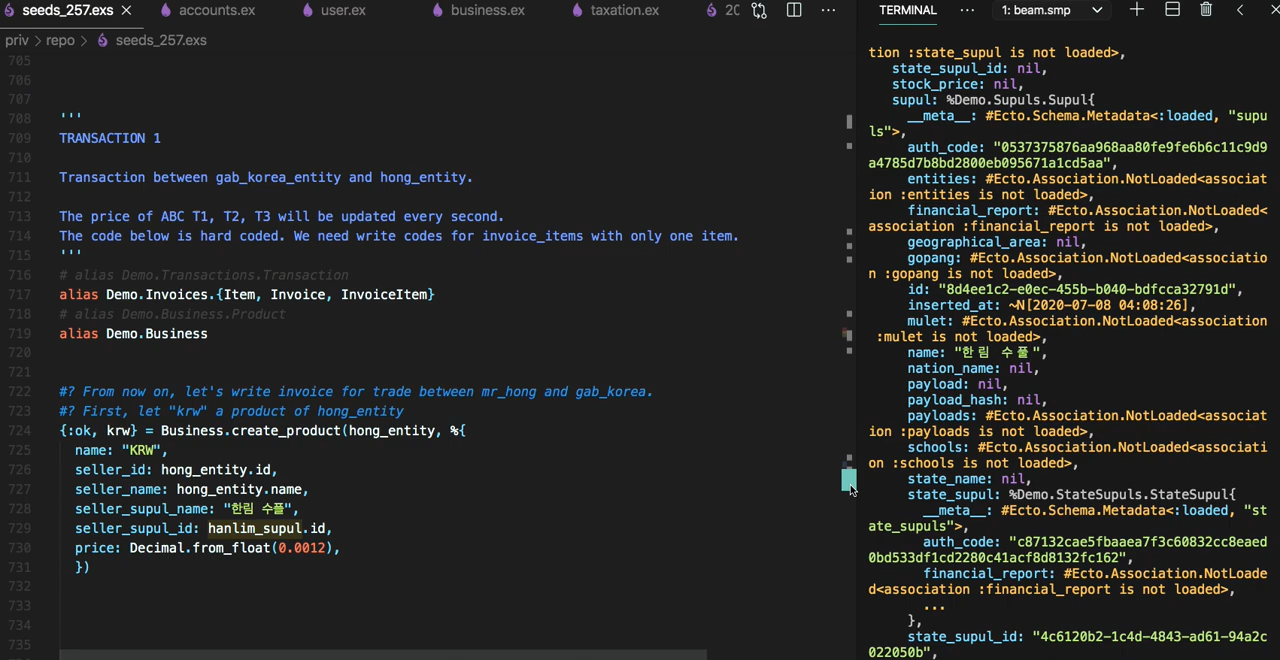 seeds_257.exs
accounts.ex
user.ex
business.ex
taxation.ex
20
priv > repo > seeds_257.exs
705
706
707
708 '''
709 TRANSACTION 1
710
711 Transaction between gab_korea_entity and hong_entity.
712
713 The price of ABC T1, T2, T3 will be updated every second.
714 The code below is hard coded. We need write codes for invoice_items with only one item.
715 '''
716 # alias Demo.Transactions.Transaction
717 alias Demo.Invoices.{Item, Invoice, InvoiceItem}
718 # alias Demo.Business.Product
719 alias Demo.Business
720
721
722 #? From now on, let's write invoice for trade between mr_hong and gab_korea.
723 #? First, let "krw" a product of hong_entity
724 {:ok, krw} = Business.create_product(hong_entity, %{
725 name: "KRW",
726 seller_id: hong_entity.id,
727 seller_name: hong_entity.name,
728 seller_supul_name: "한림 수풀",
729 seller_supul_id: hanlim_supul.id,
730 price: Decimal.from_float(0.0012),
731 })
732
733
734
735
TERMINAL ··· 1: beam.smp
tion :state_supul is not loaded>,
state_supul_id: nil,
stock_price: nil,
supul: %Demo.Supuls.Supul{
__meta__: #Ecto.Schema.Metadata<:loaded, "supu
ls">,
auth_code: "0537375876aa968aa80fe9fe6b6c11c9d9
a4785d7b8bd2800eb095671a1cd5aa",
entities: #Ecto.Association.NotLoaded<associat
ion :entities is not loaded>,
financial_report: #Ecto.Association.NotLoaded<
association :financial_report is not loaded>,
geographical_area: nil,
gopang: #Ecto.Association.NotLoaded<associatio
n :gopang is not loaded>,
id: "8d4ee1c2-e0ec-455b-b040-bdfcca32791d",
inserted_at: ~N[2020-07-08 04:08:26],
mulet: #Ecto.Association.NotLoaded<association
:mulet is not loaded>,
name: "한림 수풀",
nation_name: nil,
payload: nil,
payload_hash: nil,
payloads: #Ecto.Association.NotLoaded<associat
ion :payloads is not loaded>,
schools: #Ecto.Association.NotLoaded<associati
on :schools is not loaded>,
state_name: nil,
state_supul: %Demo.StateSupuls.StateSupul{
__meta__: #Ecto.Schema.Metadata<:loaded, "st
ate_supuls">,
auth_code: "c87132cae5fbaaea7f3c60832cc8eaed
0bd533df1cd2280c41acf8d8132fc162",
financial_report: #Ecto.Association.NotLoade
d<association :financial_report is not loaded>,
...
},
state_supul_id: "4c6120b2-1c4d-4843-ad61-94a2c
022050b",